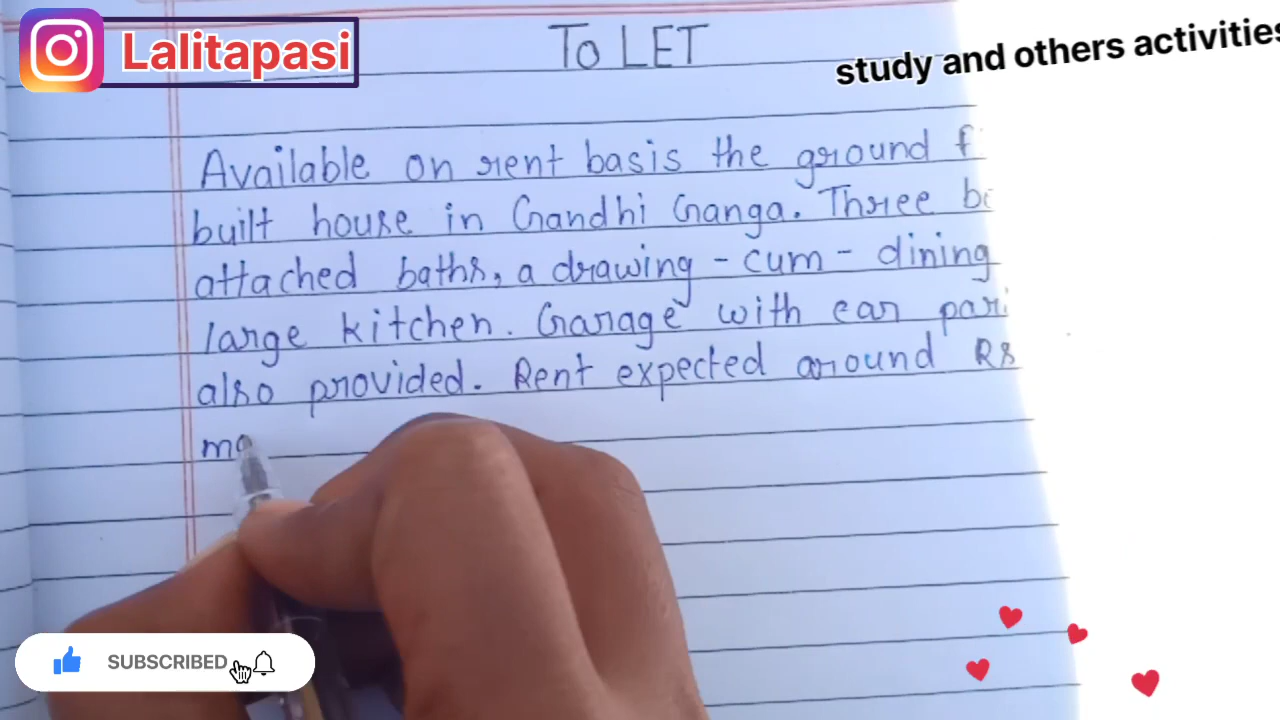 Lalitapasi
study and others activities
To LET
Available on rent basis the ground
built house in Gandhi Ganga. Three
attached baths, a drawing - cum - dining
large kitchen. Garage with car
also provided. Rent expected around Rs
SUBSCRIBED